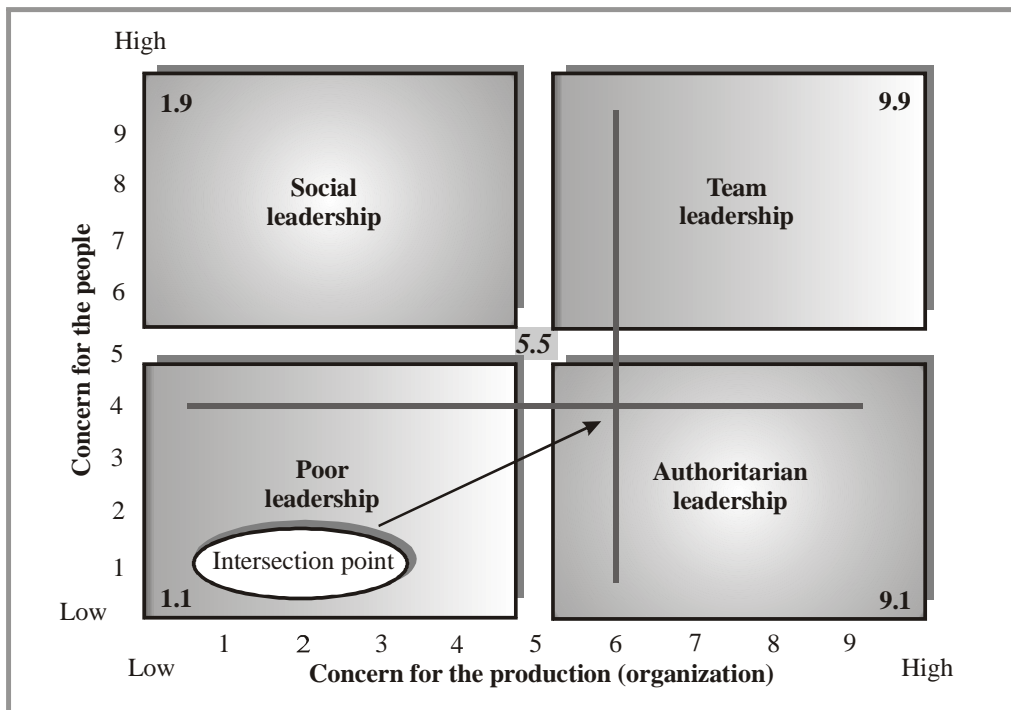 High
1.9
9.9
9
8
7
6
5
4
3
2
1
Concern for the people
Social
leadership
Team
leadership
5.5
Poor
leadership
Authoritarian
leadership
Intersection point
1.1
9.1
Low
1 2 3 4 5 6 7 8 9
Low
Concern for the production (organization)
High